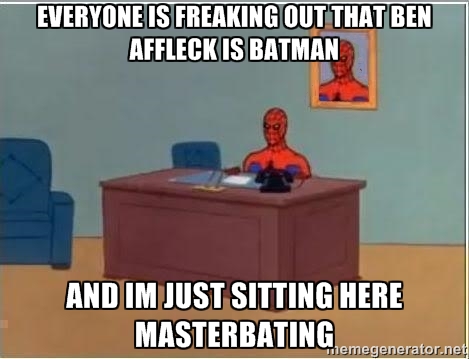 EVERYONE IS FREAKING OUT THAT BEN
AFFLECK IS BATMAN
AND IM JUST SITTING HERE
MASTERBATING
memegenerator.net